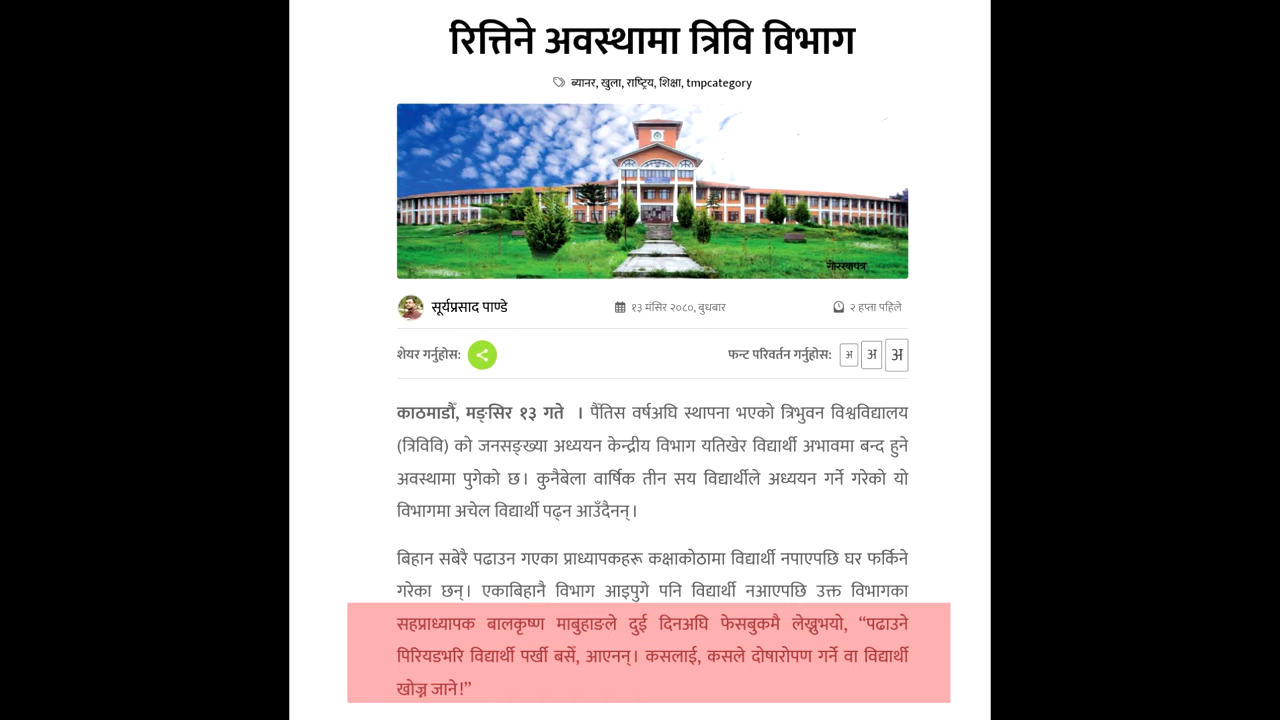 रित्तिने अवस्थामा त्रिवि विभाग
ब्यानर, खुला, राष्ट्रिय, शिक्षा, tmpcategory
गोरखापत्र
सूर्यप्रसाद पाण्डे
१३ मंसिर २०८०, बुधबार
२ हप्ता पहिले
शेयर गर्नुहोस:
फन्ट परिवर्तन गर्नुहोस: अ अ अ
काठमाडौँ, मङ्सिर १३ गते । पैँतिस वर्षअघि स्थापना भएको त्रिभुवन विश्वविद्यालय
(त्रिविवि) को जनसङ्ख्या अध्ययन केन्द्रीय विभाग यतिखेर विद्यार्थी अभावमा बन्द हुने
अवस्थामा पुगेको छ। कुनैबेला वार्षिक तीन सय विद्यार्थीले अध्ययन गर्ने गरेको यो
विभागमा अचेल विद्यार्थी पढ्न आउँदैनन्।
बिहान सबेरै पढाउन गएका प्राध्यापकहरू कक्षाकोठामा विद्यार्थी नपाएपछि घर फर्किने
गरेका छन्। एकाबिहानै विभाग आइपुगे पनि विद्यार्थी नआएपछि उक्त विभागका
सहप्राध्यापक बालकृष्ण माबुहाङले दुई दिनअघि फेसबुकमै लेख्नुभयो, “पढाउने
पिरियडभरि विद्यार्थी पर्खी बसेँ, आएनन्। कसलाई, कसले दोषारोपण गर्ने वा विद्यार्थी
खोज्न जाने!”